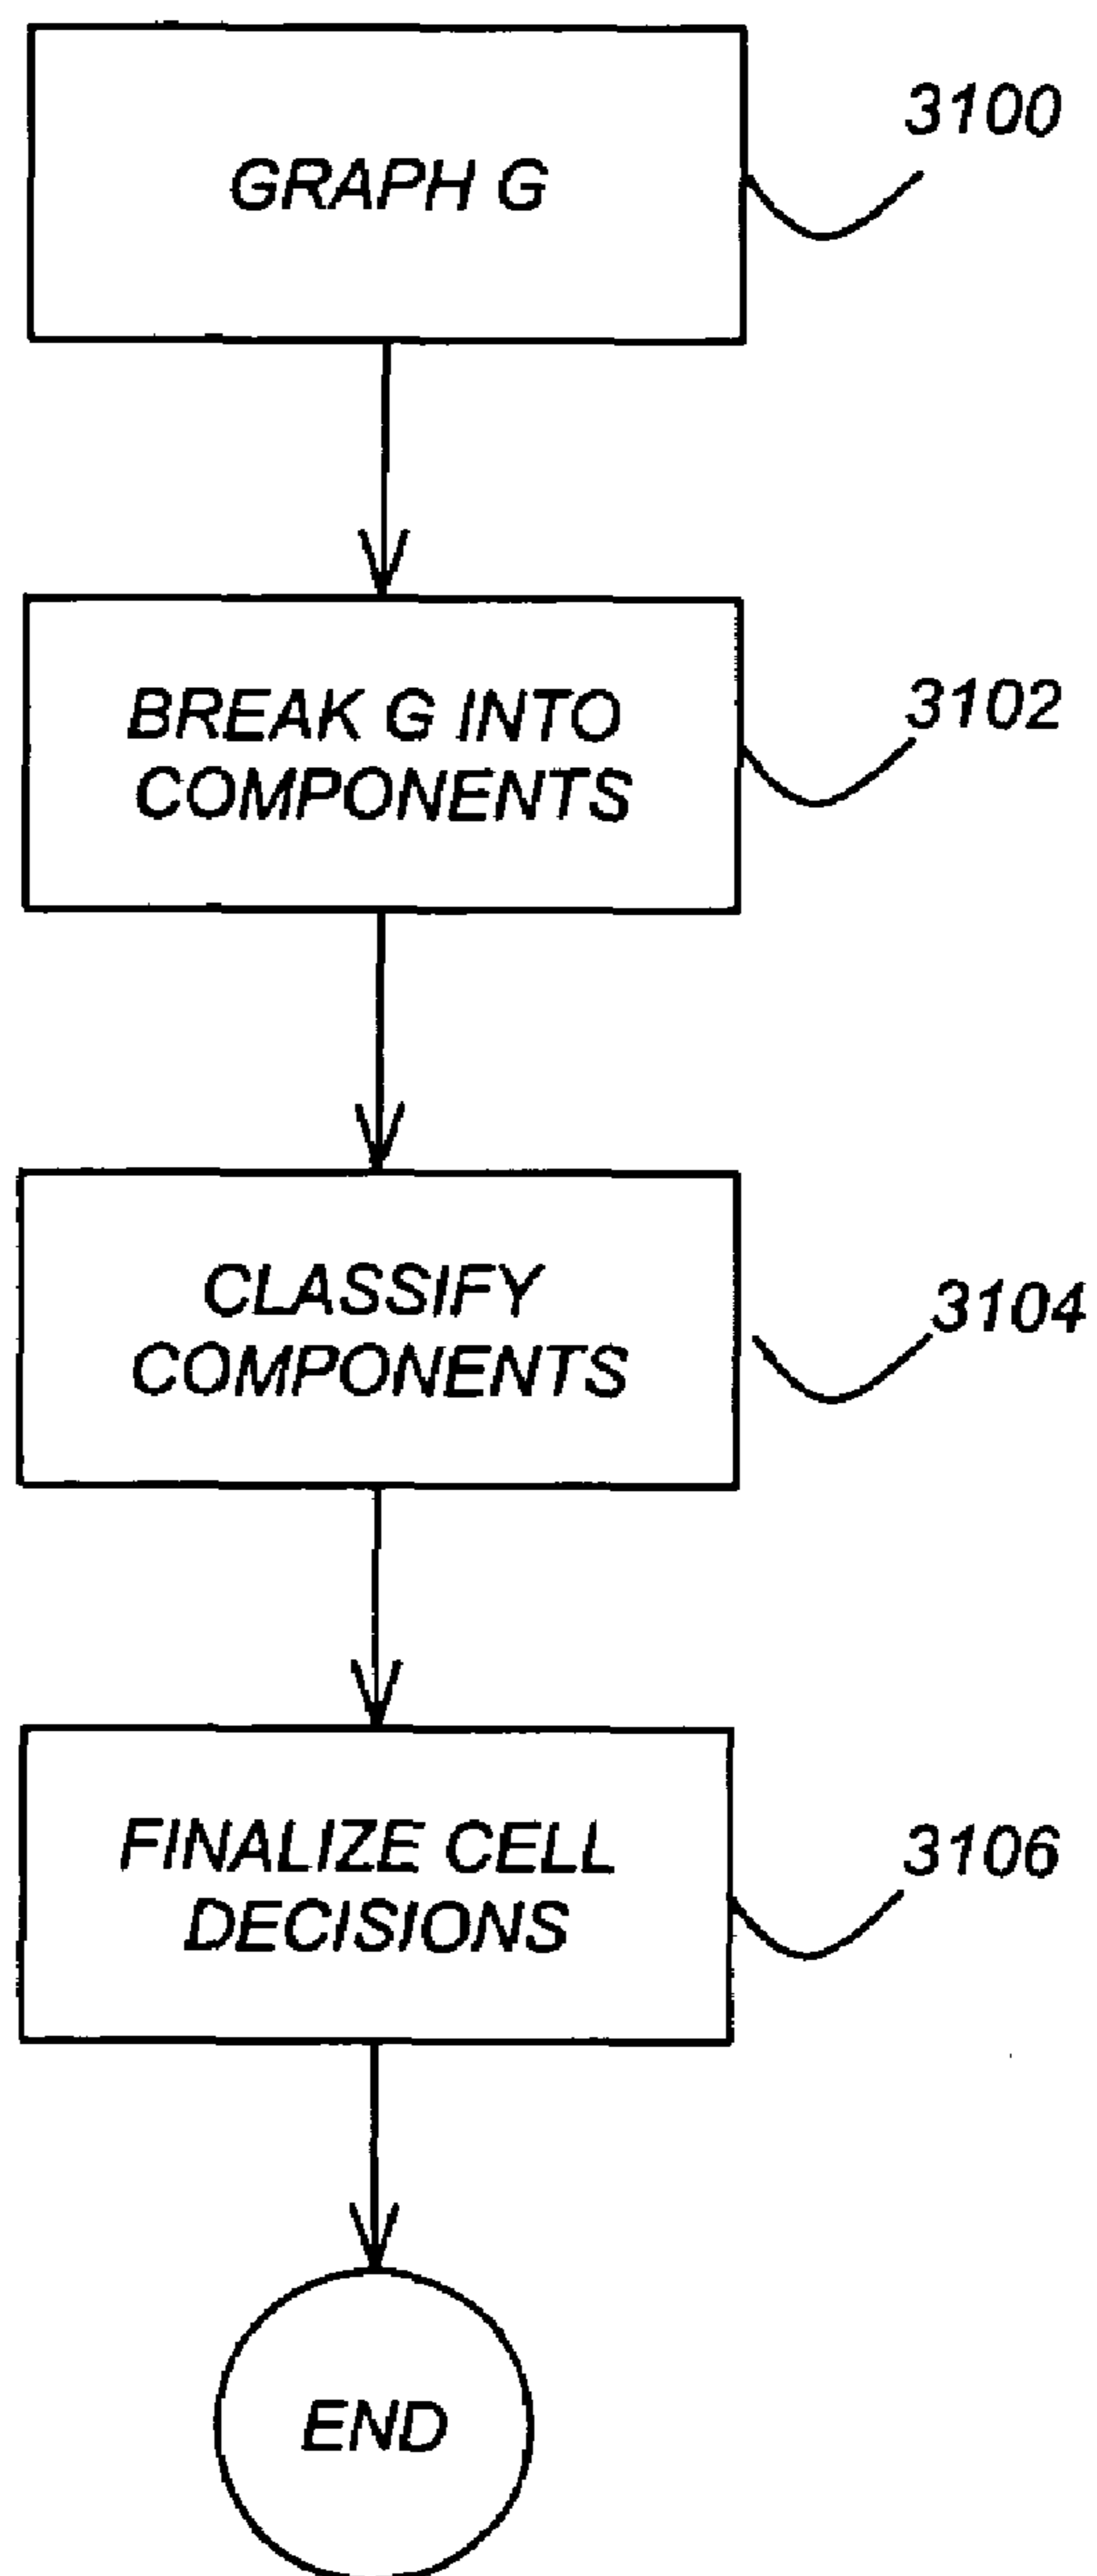 GRAPH G
3100
BREAK G INTO
COMPONENTS
3102
CLASSIFY
COMPONENTS
3104
FINALIZE CELL
DECISIONS
3106
END